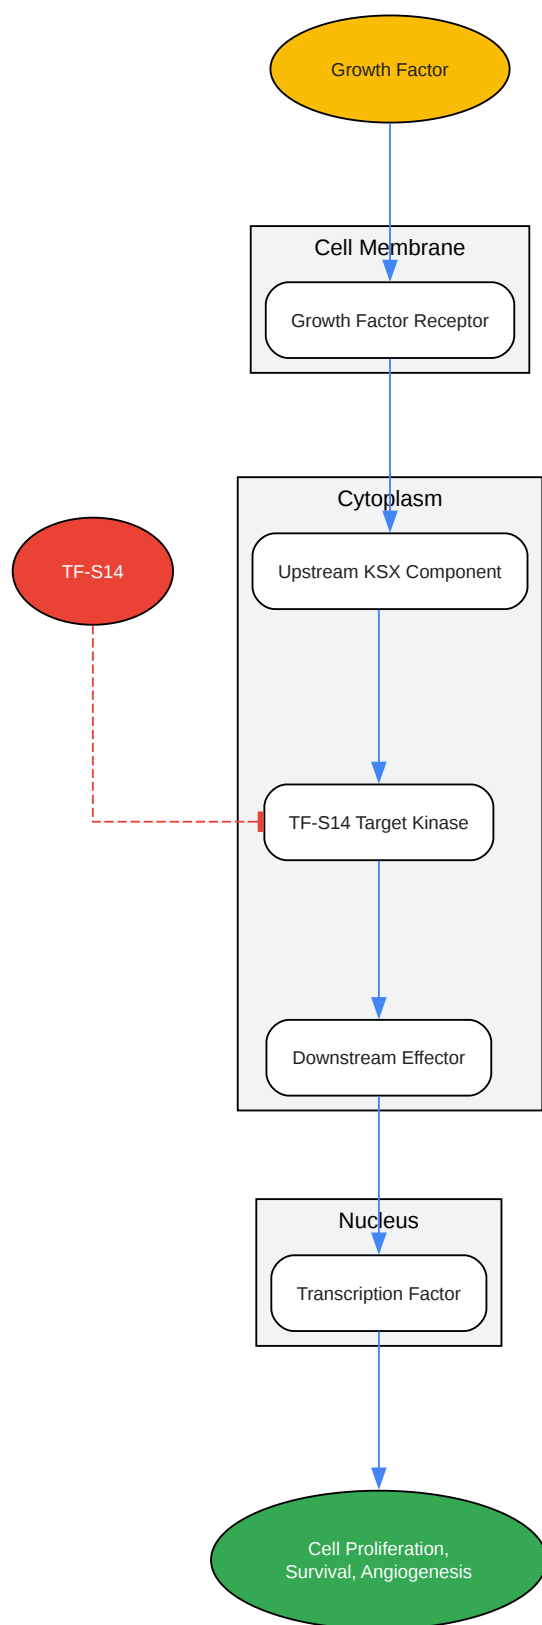 Growth Factor
Cell Membrane
Growth Factor Receptor
Cytoplasm
TF-S14
Upstream KSX Component
TF-S14 Target Kinase
Downstream Effector
Nucleus
Transcription Factor
Cell Proliferation,
Survival, Angiogenesis